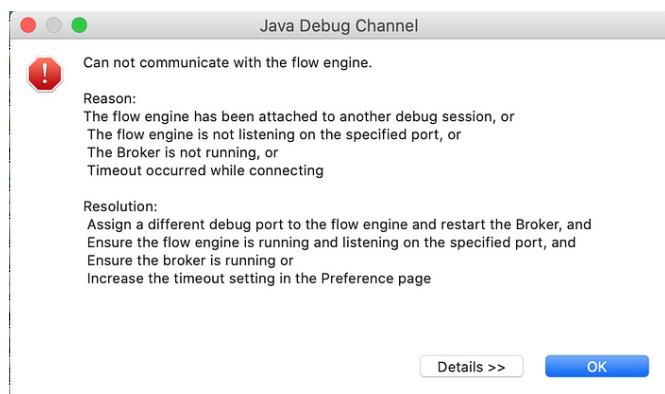 Java Debug Channel
Can not communicate with the flow engine.
Reason:
The flow engine has been attached to another debug session, or
The flow engine is not listening on the specified port, or
The Broker is not running, or
Timeout occurred while connecting
Resolution:
Assign a different debug port to the flow engine and restart the Broker, and
Ensure the flow engine is running and listening on the specified port, and
Ensure the broker is running or
Increase the timeout setting in the Preference page
Details >>
OK